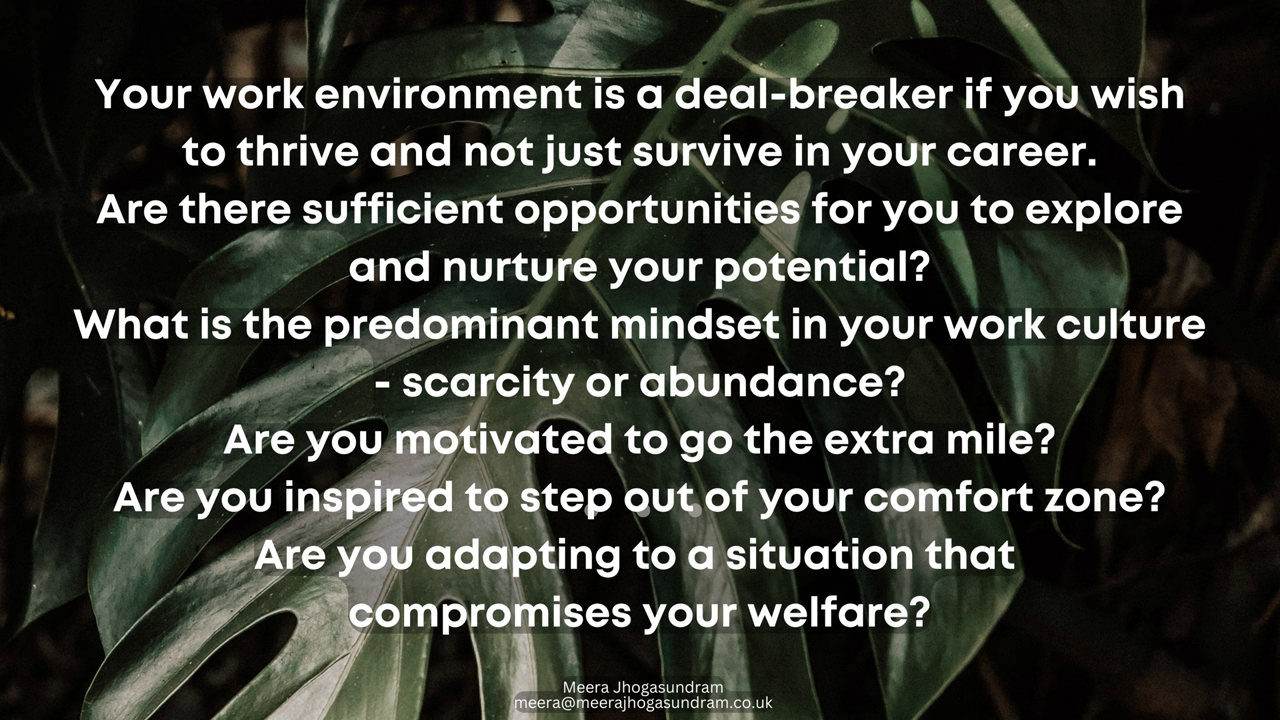 Your work environment is a deal-breaker if you wish
to thrive and not just survive in your career.
Are there sufficient opportunities for you to explore
and nurture your potential?
What is the predominant mindset in your work culture
- scarcity or abundance?
Are you motivated to go the extra mile?
Are you inspired to step out of your comfort zone?
Are you adapting to a situation that
compromises your welfare?
Meera Jhogasundram
meera@meerajhogasundram.co.uk